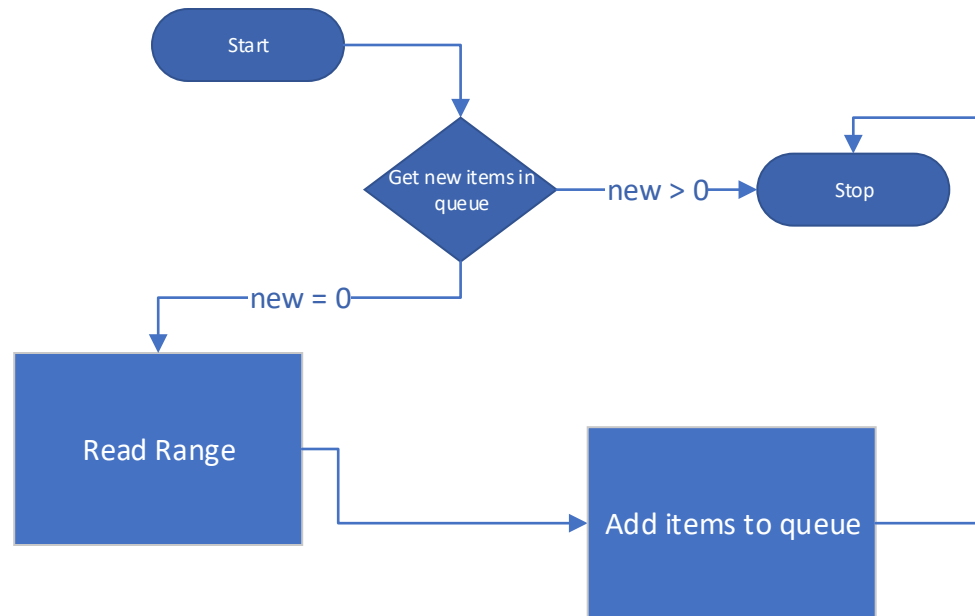 Start
Get new items in
queue
new > 0
Stop
new = 0
Read Range
Add items to queue